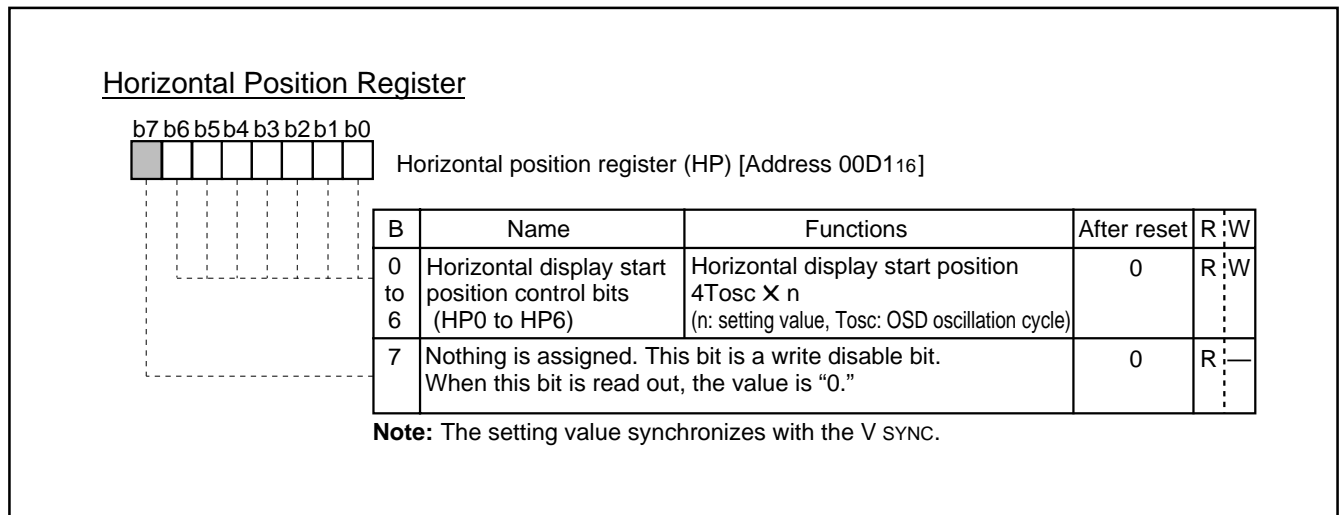 Horizontal Position Register
b7 b6 b5 b4 b3 b2 b1 b0
Horizontal position register (HP) [Address 00D116]
B Name Functions After reset R W
0 to 6 Horizontal display start position control bits (HP0 to HP6) Horizontal display start position 4Tosc ✕ n (n: setting value, Tosc: OSD oscillation cycle) 0 R W
7 Nothing is assigned. This bit is a write disable bit. When this bit is read out, the value is “0.” 0 R —
Note: The setting value synchronizes with the V SYNC.